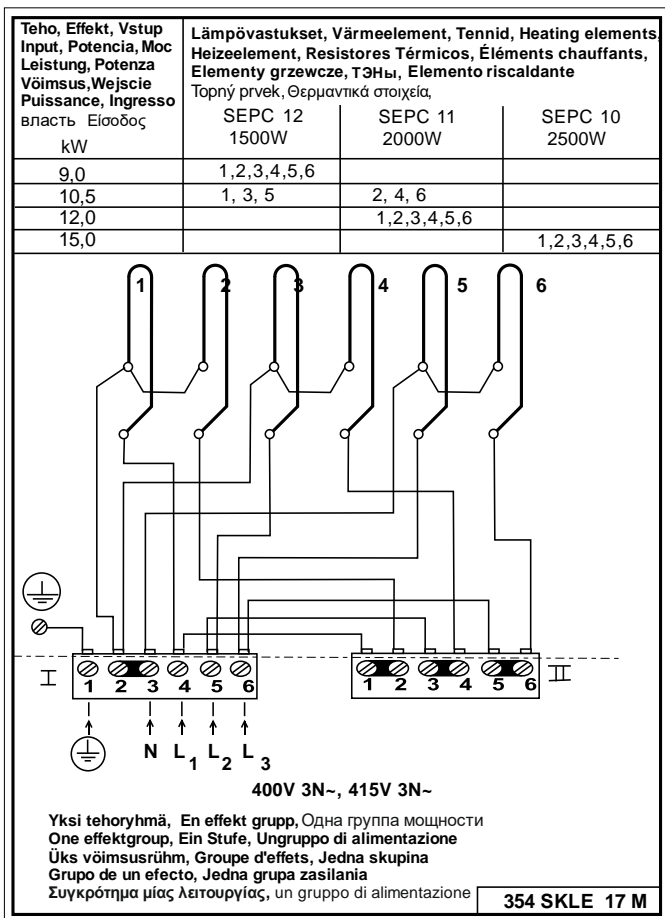 Teho, Effekt, Vstup
Input, Potencia, Moc
Leistung, Potenza
Vöimsus,Wejscie
Puissance, Ingresso
власть Είσοδος
kW
Lämpövastukset, Värmeelement, Tennid, Heating elements,
Heizeelement, Resistores Térmicos, Éléments chauffants,
Elementy grzewcze, ТЭНы, Elemento riscaldante
Topný prvek, Θερμαντικά στοιχεία,
SEPC 12 SEPC 11 SEPC 10
1500W 2000W 2500W
9,0 1,2,3,4,5,6
10,5 1, 3, 5 2, 4, 6
12,0 1,2,3,4,5,6
15,0 1,2,3,4,5,6
1 2 3 4 5 6
I 1 2 3 4 5 6
1 2 3 4 5 6 II
N L1 L2 L3
400V 3N~, 415V 3N~
Yksi tehoryhmä, En effekt grupp, Одна группа мощности
One effektgroup, Ein Stufe, Ungruppo di alimentazione
Üks vöimsusrühm, Groupe d'effets, Jedna skupina
Grupo de un efecto, Jedna grupa zasilania
Συγκρότημα μίας λειτουργίας, un gruppo di alimentazione
354 SKLE 17 M